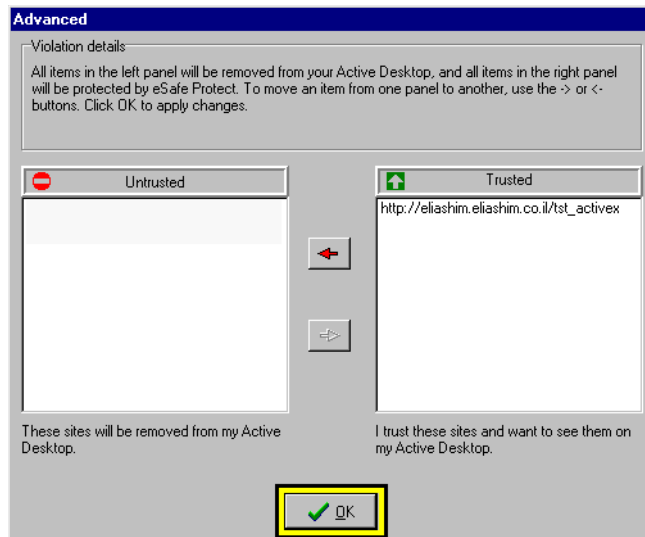 Advanced
Violation details
All items in the left panel will be removed from your Active Desktop, and all items in the right panel
will be protected by eSafe Protect. To move an item from one panel to another, use the -> or <-
buttons. Click OK to apply changes.
Untrusted
Trusted
http://eliashim.eliashim.co.il/tst_activex
These sites will be removed from my Active
Desktop.
I trust these sites and want to see them on
my Active Desktop.
OK